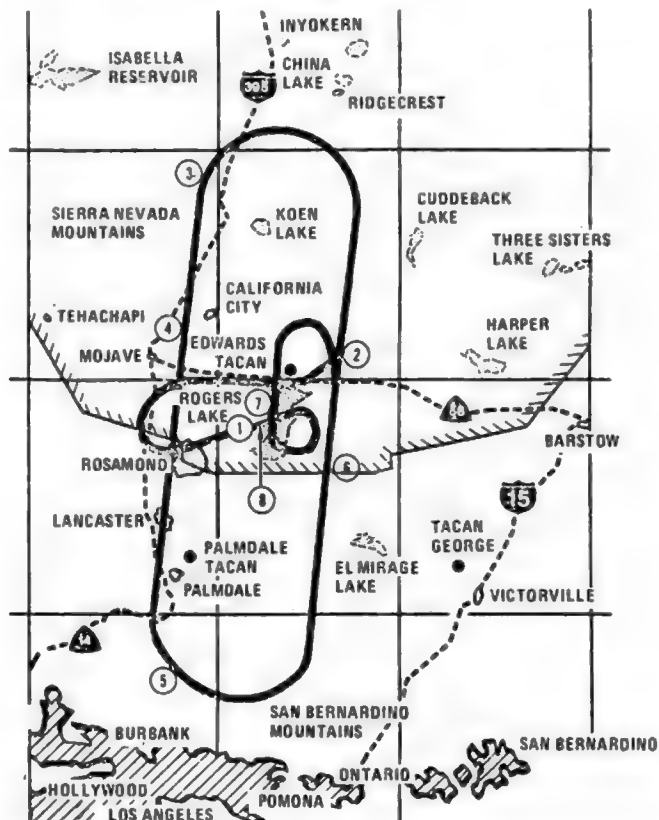 INYOKERN
ISABELLA
RESERVOIR
CHINA
LAKE
395
RIDGECREST
3
SIERRA NEVADA
MOUNTAINS
KOEN
LAKE
CUDDEBACK
LAKE
THREE SISTERS
LAKE
CALIFORNIA
CITY
TEHACHAPI
4
EDWARDS
TACAN
2
HARPER
LAKE
MOJAVE
ROGERS
LAKE
7
1
BARSTOW
ROSAMOND
6
8
15
LANCASTER
PALMDALE
TACAN
EL MIRAGE
LAKE
TACAN
GEORGE
PALMDALE
VICTORVILLE
14
5
SAN BERNARDINO
MOUNTAINS
BURBANK
SAN BERNARDINO
ONTARIO
HOLLYWOOD
POMONA
LOS ANGELES